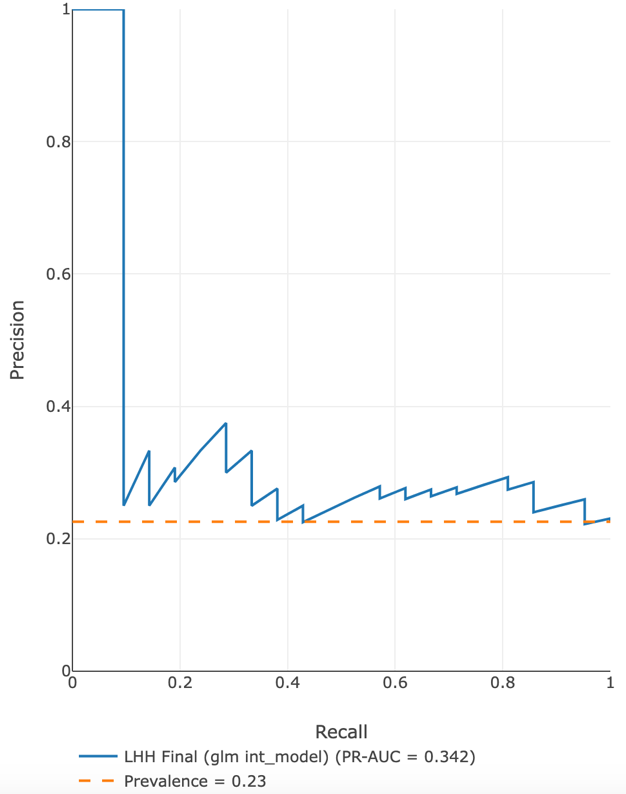 1
0.8
0.6
0.4
0.2
0
Precision
0 0.2 0.4 0.6 0.8 1
Recall
LHH Final (glm int_model) (PR-AUC = 0.342)
Prevalence = 0.23